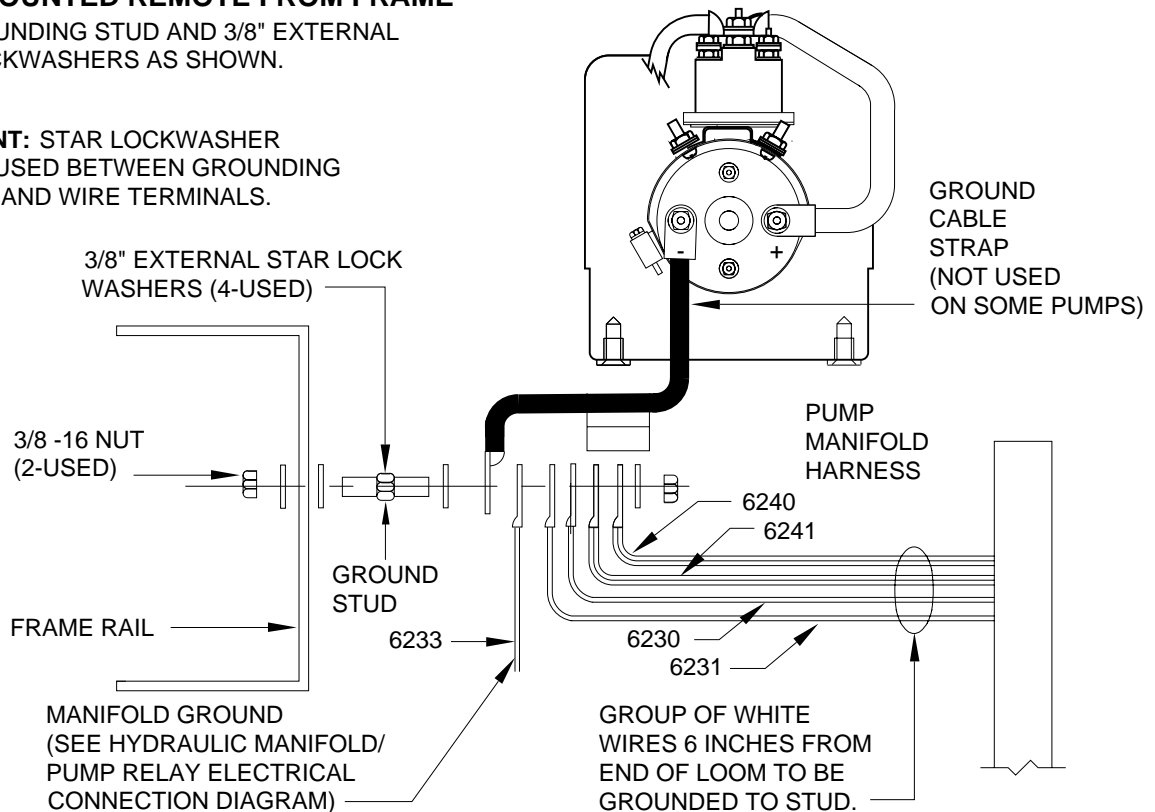 OUNTED REMOTE FROM FRAME
UNDING STUD AND 3/8" EXTERNAL
CKWASHERS AS SHOWN.
NT: STAR LOCKWASHER
USED BETWEEN GROUNDING
AND WIRE TERMINALS.
3/8" EXTERNAL STAR LOCK
WASHERS (4-USED)
GROUND
CABLE
STRAP
(NOT USED
ON SOME PUMPS)
-
+
3/8 -16 NUT
(2-USED)
PUMP
MANIFOLD
HARNESS
6240
6241
GROUND
STUD
FRAME RAIL
6233
6230
6231
MANIFOLD GROUND
(SEE HYDRAULIC MANIFOLD/
PUMP RELAY ELECTRICAL
CONNECTION DIAGRAM)
GROUP OF WHITE
WIRES 6 INCHES FROM
END OF LOOM TO BE
GROUNDED TO STUD.